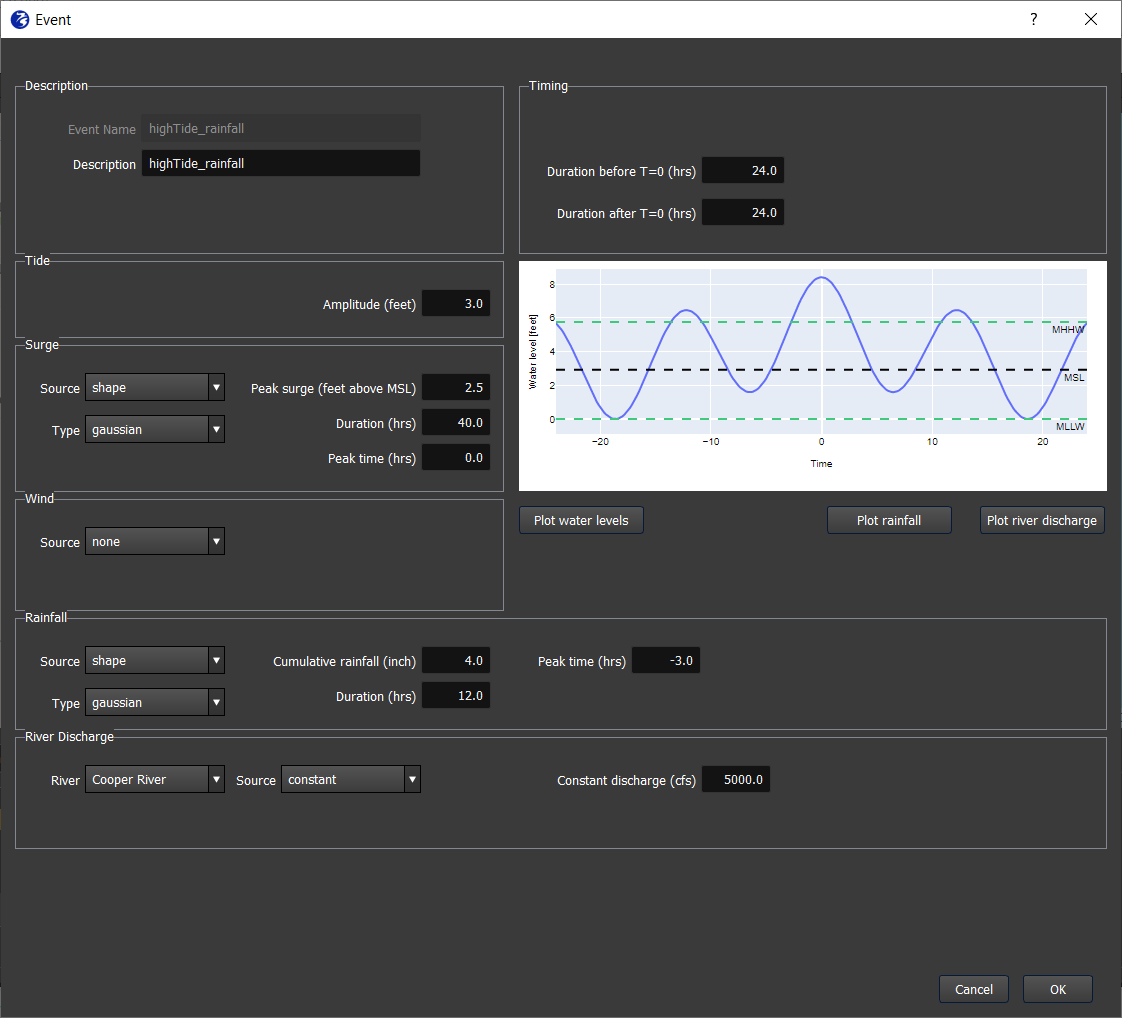 Event
?
Description
Event Name highTide_rainfall
Description highTide_rainfall
Timing
Duration before T=0 (hrs) 24.0
Duration after T=0 (hrs) 24.0
Tide
Amplitude (feet) 3.0
Surge
Source shape Peak surge (feet above MSL) 2.5
Type gaussian Duration (hrs) 40.0
Peak time (hrs) 0.0
8
6
4
2
0
Water level [feet]
MHHW
MSL
MLLW
−20 −10 0 10 20
Time
Wind
Source none
Plot water levels Plot rainfall Plot river discharge
Rainfall
Source shape Cumulative rainfall (inch) 4.0 Peak time (hrs) -3.0
Type gaussian Duration (hrs) 12.0
River Discharge
River Cooper River Source constant Constant discharge (cfs) 5000.0
Cancel OK